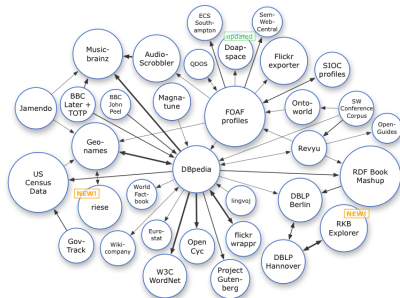 ECS
South-
ampton
Sem-
Web-
Central
updated
Doap-
space
Music-
brainz
Audio-
Scrobbler
QDOS
Flickr
exporter
SIOC
profiles
BBC
Later +
TOTP
BBC
John
Peel
Magna-
tune
FOAF
profiles
Onto-
world
SW
Conference
Corpus
Jamendo
Open-
Guides
Geo-
names
Revyu
DBpedia
RDF Book
Mashup
US
Census
Data
NEW!
World
Fact-
book
riese
lingvoj
DBLP
Berlin
NEW!
RKB
Explorer
Gov-
Track
Wiki-
company
Euro-
stat
Open
Cyc
flickr
wrappr
DBLP
Hannover
W3C
WordNet
Project
Guten-
berg